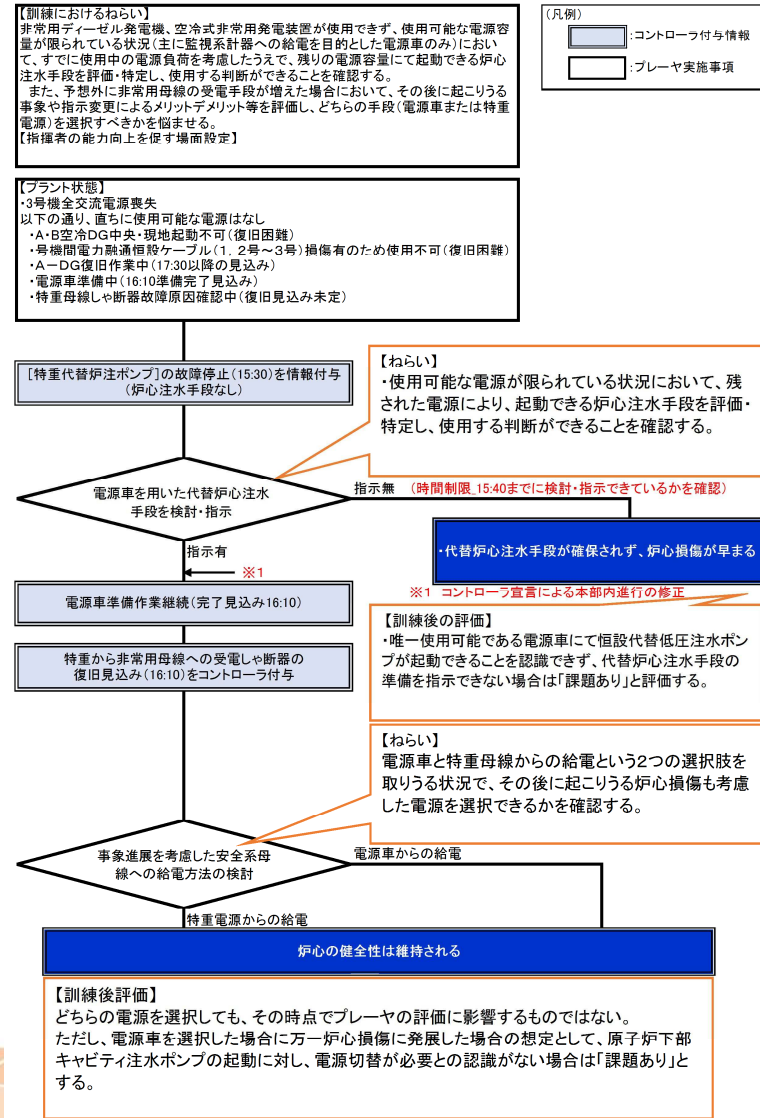 【訓練におけるねらい】
非常用ディーゼル発電機、空冷式非常用発電装置が使用できず、使用可能な電源容
量が限られている状況(主に監視系計器への給電を目的とした電源車のみ)におい
て、すでに使用中の電源負荷を考慮したうえで、残りの電源容量にて起動できる炉心
注水手段を評価・特定し、使用する判断ができることを確認する。
また、予想外に非常用母線の受電手段が増えた場合において、その後に起こりうる
事象や指示変更によるメリットデメリット等を評価し、どちらの手段(電源車または特重
電源)を選択すべきかを悩ませる。
【指揮者の能力向上を促す場面設定】
(凡例)
:コントローラ付与情報
:プレーヤ実施事項
【プラント状態】
・3号機全交流電源喪失
以下の通り、直ちに使用可能な電源はなし
・A・B空冷DG中央・現地起動不可(復旧困難)
・号機間電力融通恒設ケーブル(1、2号~3号)損傷有のため使用不可(復旧困難)
・A-DG復旧作業中(17:30以降の見込み)
・電源車準備中(16:10準備完了見込み)
・特重母線しゃ断器故障原因確認中(復旧見込み未定)
[特重代替炉注ポンプ]の故障停止(15:30)を情報付与
(炉心注水手段なし)
【ねらい】
・使用可能な電源が限られている状況において、残
された電源により、起動できる炉心注水手段を評価・
特定し、使用する判断ができることを確認する。
電源車を用いた代替炉心注水
手段を検討・指示
指示無 (時間制限_15:40までに検討・指示できているかを確認)
・代替炉心注水手段が確保されず、炉心損傷が早まる
指示有
※1
※1 コントローラ宣言による本部内進行の修正
電源車準備作業継続(完了見込み16:10)
【訓練後の評価】
・唯一使用可能である電源車にて恒設代替低圧注水ポン
プが起動できることを認識できず、代替炉心注水手段の
準備を指示できない場合は「課題あり」と評価する。
特重から非常用母線への受電しゃ断器の
復旧見込み(16:10)をコントローラ付与
【ねらい】
電源車と特重母線からの給電という2つの選択肢を
取りうる状況で、その後に起こりうる炉心損傷も考慮
した電源を選択できるかを確認する。
事象進展を考慮した安全系母
線への給電方法の検討
電源車からの給電
特重電源からの給電
炉心の健全性は維持される
【訓練後評価】
どちらの電源を選択しても、その時点でプレーヤの評価に影響するものではない。
ただし、電源車を選択した場合に万一炉心損傷に発展した場合の想定として、原子炉下部
キャビティ注水ポンプの起動に対し、電源切替が必要との認識がない場合は「課題あり」と
する。